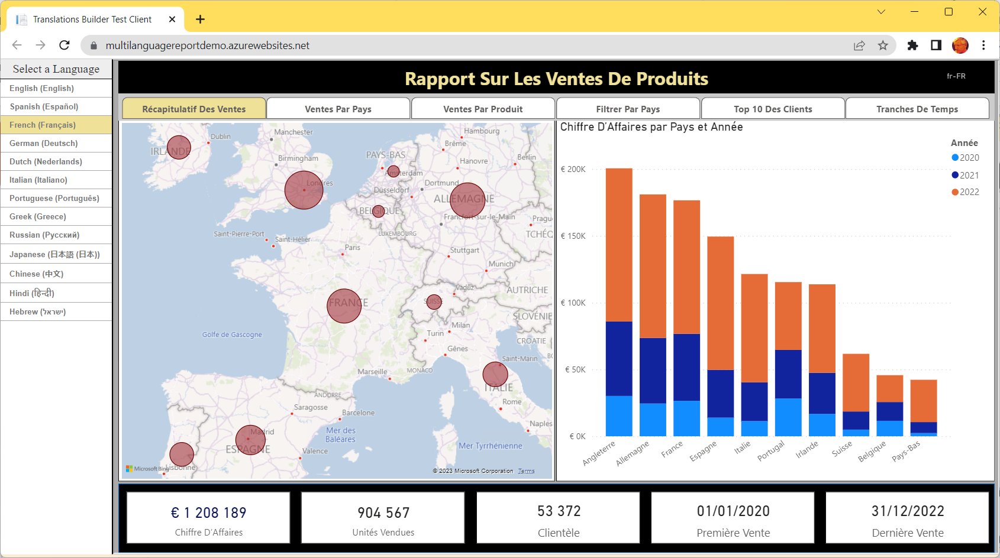 Translations Builder Test Client
multilanguagereportdemo.azurewebsites.net
Select a Language
English (English)
Spanish (Español)
French (Français)
German (Deutsch)
Dutch (Nederlands)
Italian (Italiano)
Portuguese (Português)
Greek (Greece)
Russian (Русский)
Japanese (日本語 (日本))
Chinese (中文)
Hindi (हिन्दी)
Hebrew (ישראל)
Rapport Sur Les Ventes De Produits
fr-FR
Récapitulatif Des Ventes
Ventes Par Pays
Ventes Par Produit
Filtrer Par Pays
Top 10 Des Clients
Tranches De Temps
Manchester
Hambourg
Dublin
Brême
IRLANDE
PAYS-BAS
Birmingham
Hanovre
Berlin
Amsterdam
Londres
Dortmund
Düsseldorf
ALLEMAGNE
BELGIQUE
Francfort-sur-le-Main
Prague
LUXEMBOURG
TCHÉQ
Saint-Pierre-Port
Saint-Hélier
Paris
Stuttgart
Munich
Vaduz
AUTRICHE
FRANCE
SUISSE
SLOVÉNIE
Milan
Golfe de Gascogne
Turin
CROATIE
Gênes
Saint-Marin
BO
Marseille
MONACO
ITALIE
ANDORRE
Rome
Saragosse
Barcelone
Naples
Madrid
Mer des
Baléares
Mer Tyrrhénienne
ESPAGNE
Valence
Lisbonne
Microsoft Bing
© 2023 Microsoft Corporation
Terms
Chiffre D'Affaires par Pays et Année
Année
2020
2021
2022
€ 200K
€ 150K
€ 100K
€ 50K
€ 0K
Angleterre
Allemagne
France
Espagne
Italie
Portugal
Irlande
Suisse
Belgique
Pays-Bas
€ 1 208 189
Chiffre D'Affaires
904 567
Unités Vendues
53 372
Clientèle
01/01/2020
Première Vente
31/12/2022
Dernière Vente